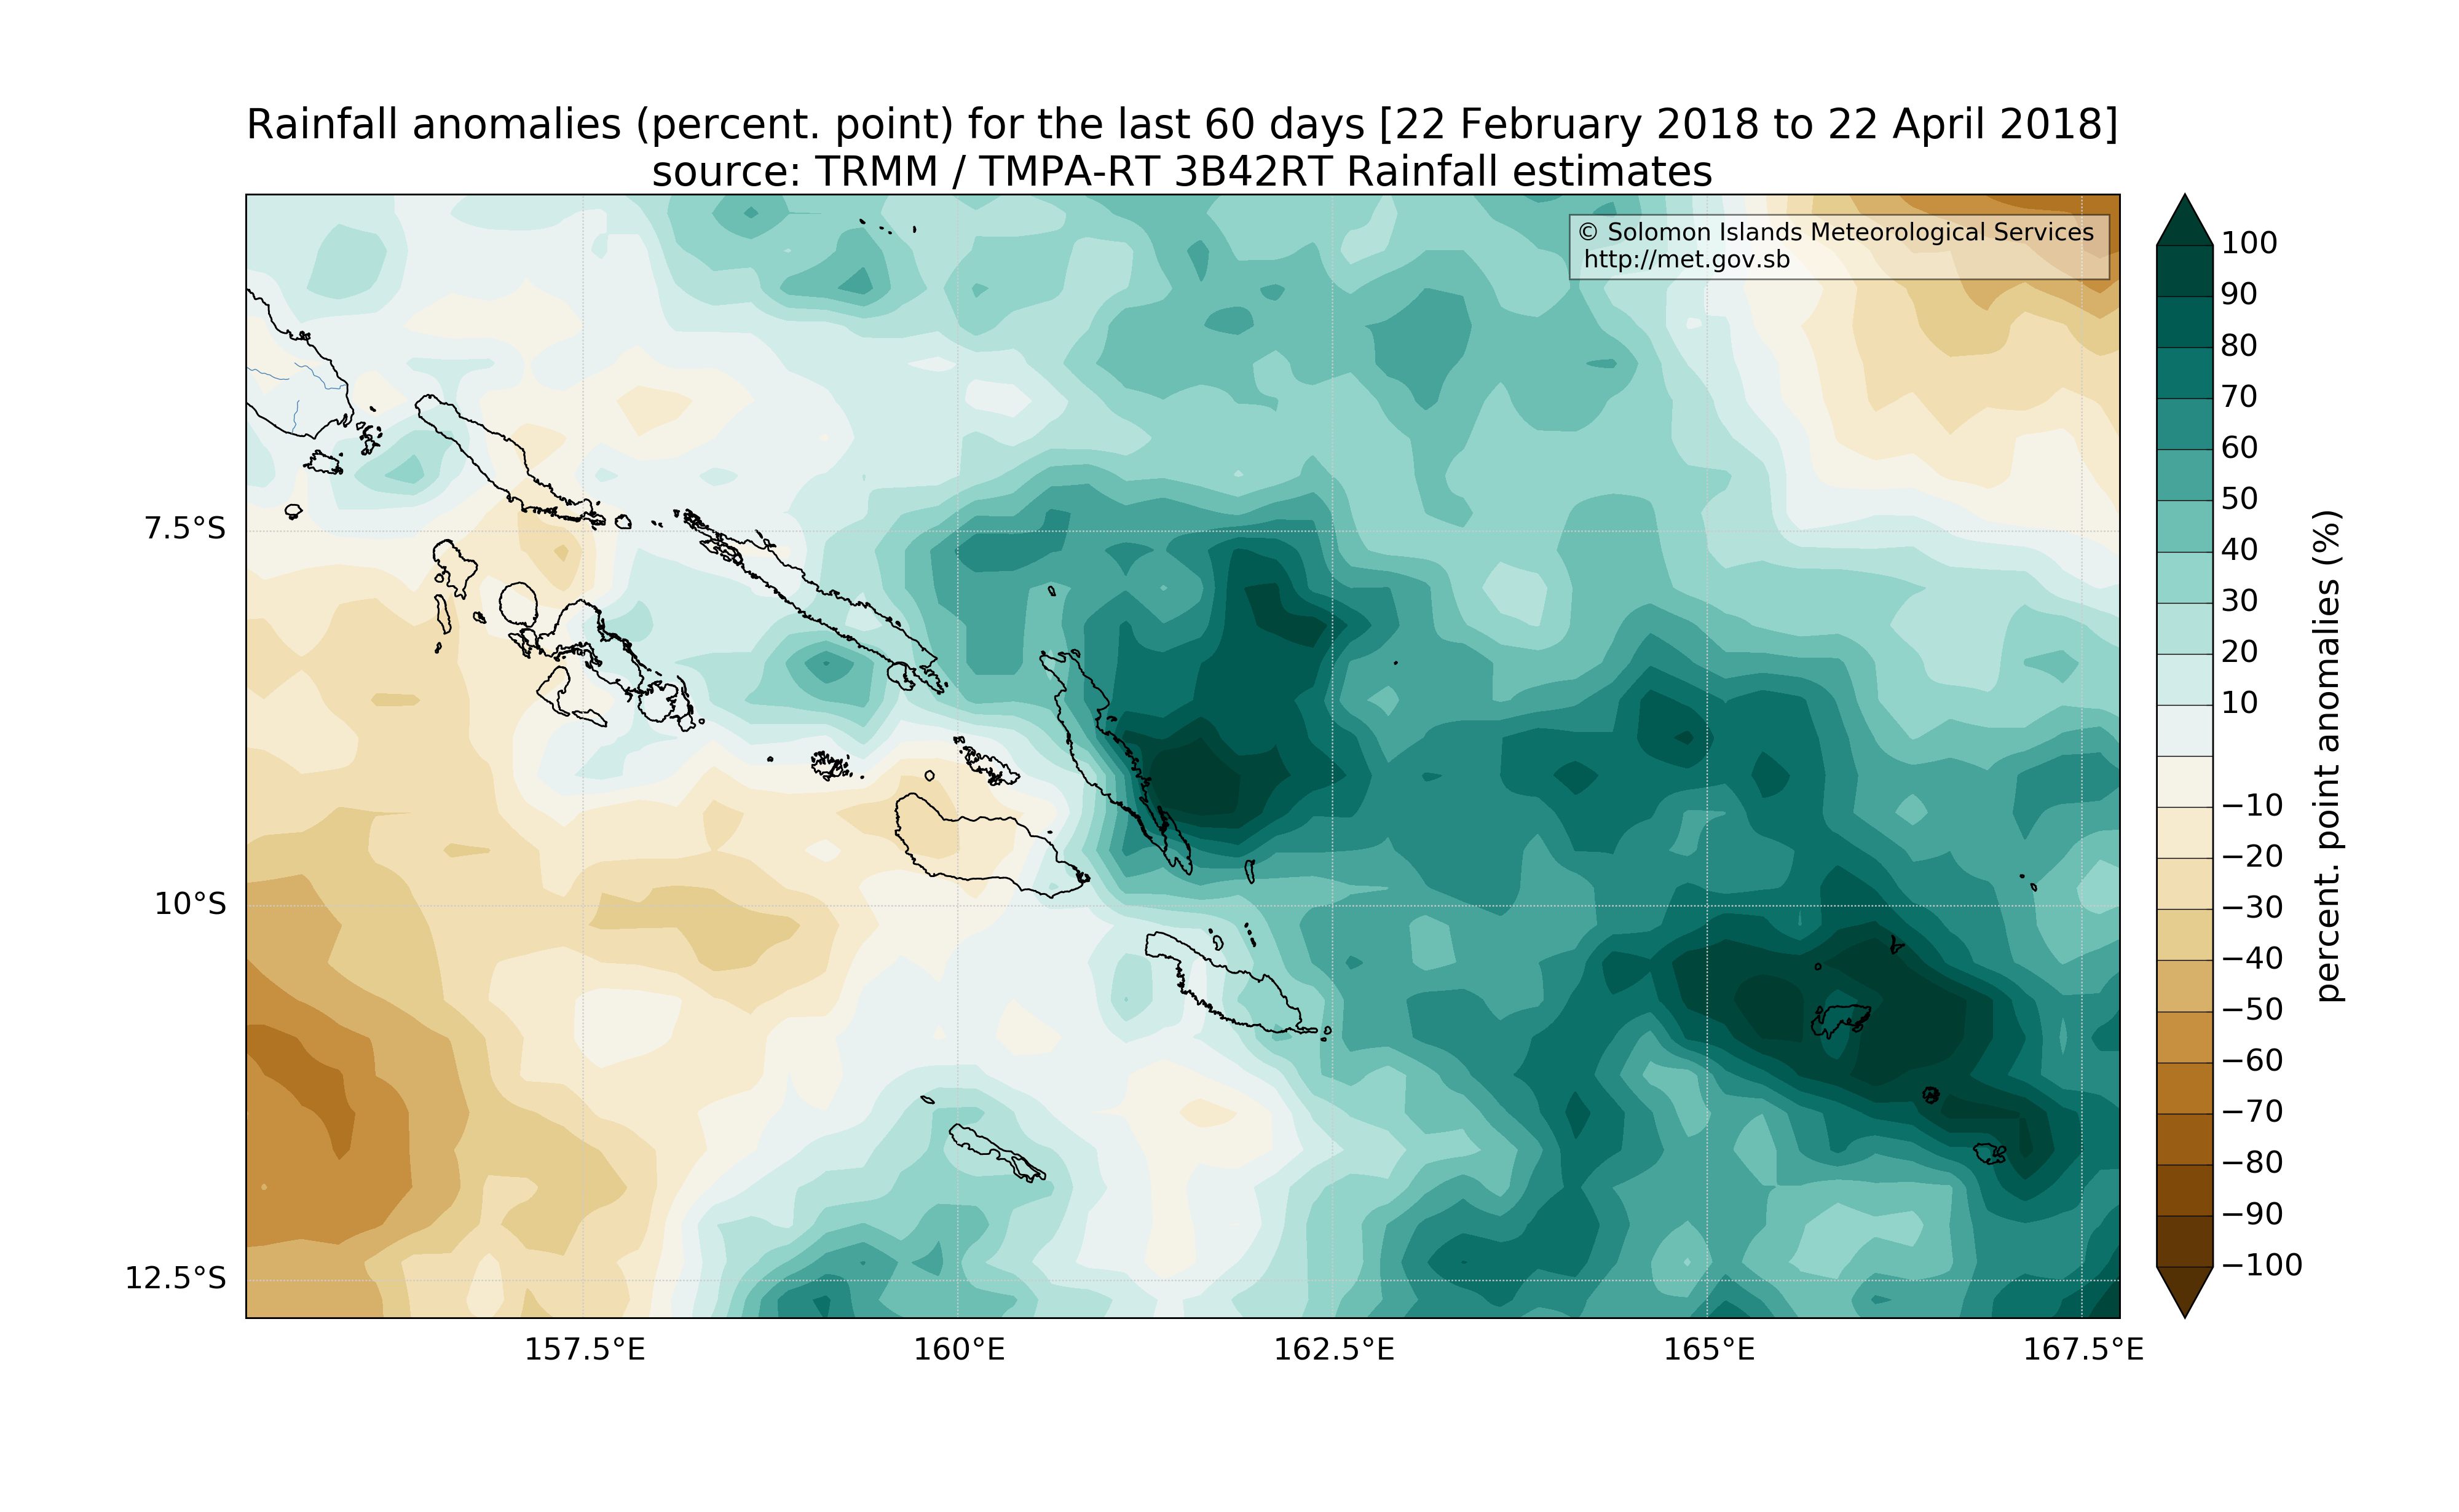 Rainfall anomalies (percent. point) for the last 60 days [22 February 2018 to 22 April 2018]
source: TRMM / TMPA-RT 3B42RT Rainfall estimates
© Solomon Islands Meteorological Services
http://met.gov.sb
7.5°S
10°S
12.5°S
157.5°E
160°E
162.5°E
165°E
167.5°E
100
90
80
70
60
50
40
30
20
10
−10
−20
−30
−40
−50
−60
−70
−80
−90
−100
percent. point anomalies (%)